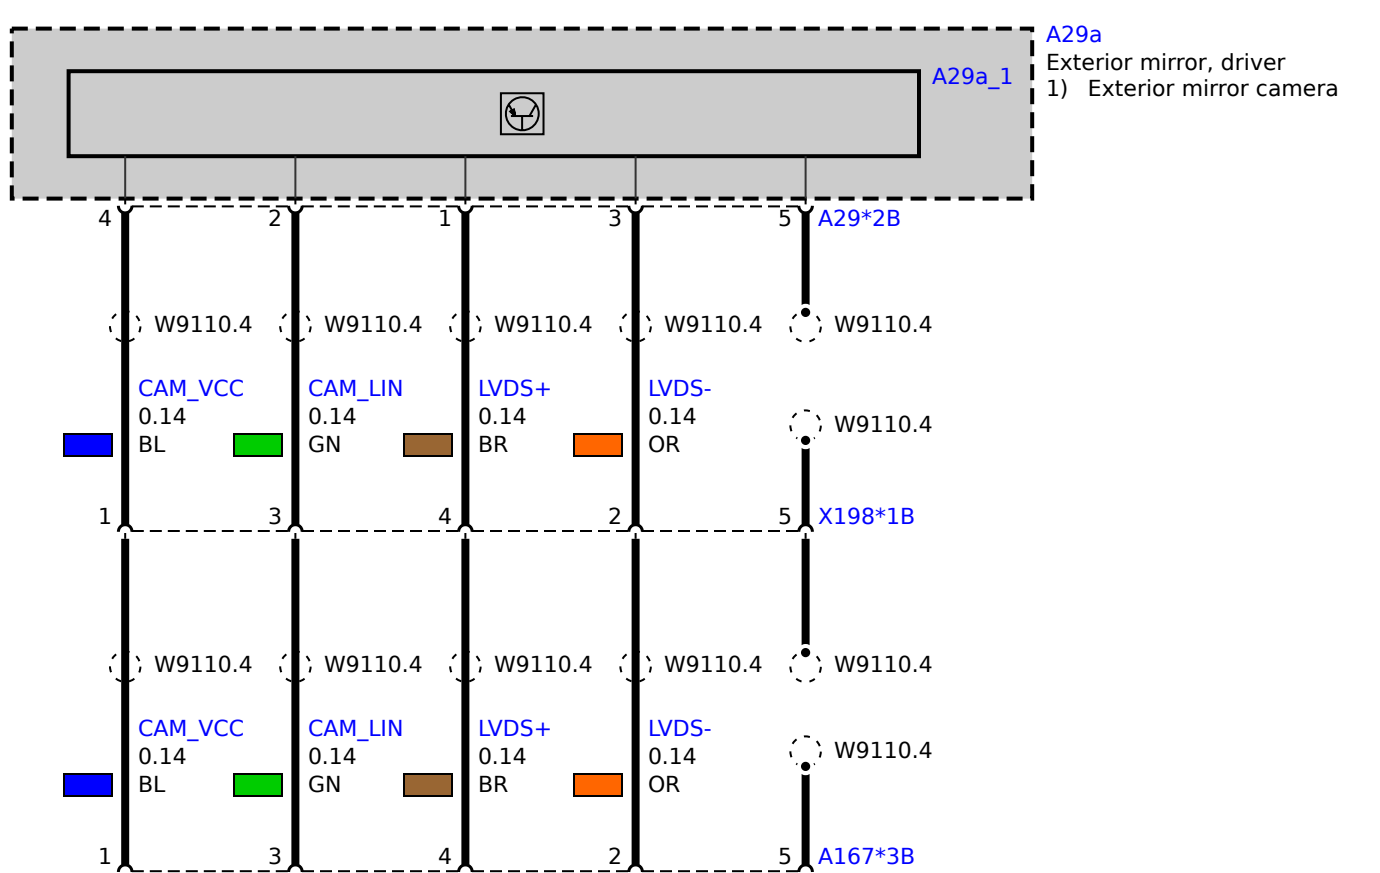 A29a
Exterior mirror, driver
1) Exterior mirror camera
A29a_1
4 2 1 3 5 A29*2B
W9110.4 W9110.4 W9110.4 W9110.4 W9110.4
CAM_VCC CAM_LIN LVDS+ LVDS-
0.14 0.14 0.14 0.14
W9110.4
BL GN BR OR
1 3 4 2 5 X198*1B
W9110.4 W9110.4 W9110.4 W9110.4 W9110.4
CAM_VCC CAM_LIN LVDS+ LVDS-
W9110.4
0.14 0.14 0.14 0.14
BL GN BR OR
1 3 4 2 5 A167*3B